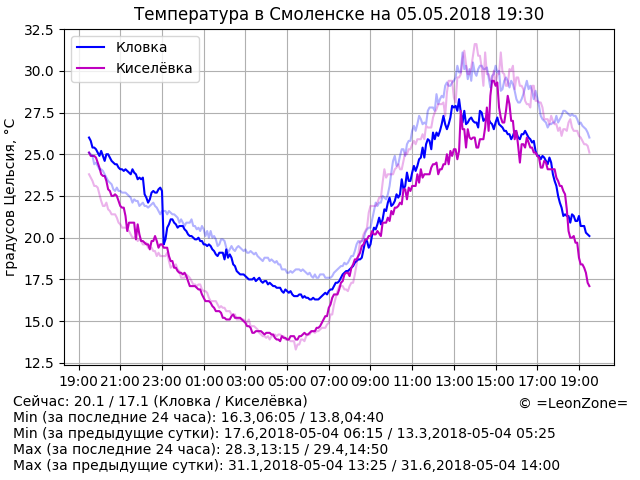 Температура в Смоленске на 05.05.2018 19:30
32.5
30.0
27.5
25.0
22.5
20.0
17.5
15.0
12.5
градусов Цельсия, °C
Кловка
Киселёвка
19:00 21:00 23:00 01:00 03:00 05:00 07:00 09:00 11:00 13:00 15:00 17:00 19:00
Сейчас: 20.1 / 17.1 (Кловка / Киселёвка)
© =LeonZone=
Min (за последние 24 часа): 16.3,06:05 / 13.8,04:40
Min (за предыдущие сутки): 17.6,2018-05-04 06:15 / 13.3,2018-05-04 05:25
Max (за последние 24 часа): 28.3,13:15 / 29.4,14:50
Max (за предыдущие сутки): 31.1,2018-05-04 13:25 / 31.6,2018-05-04 14:00